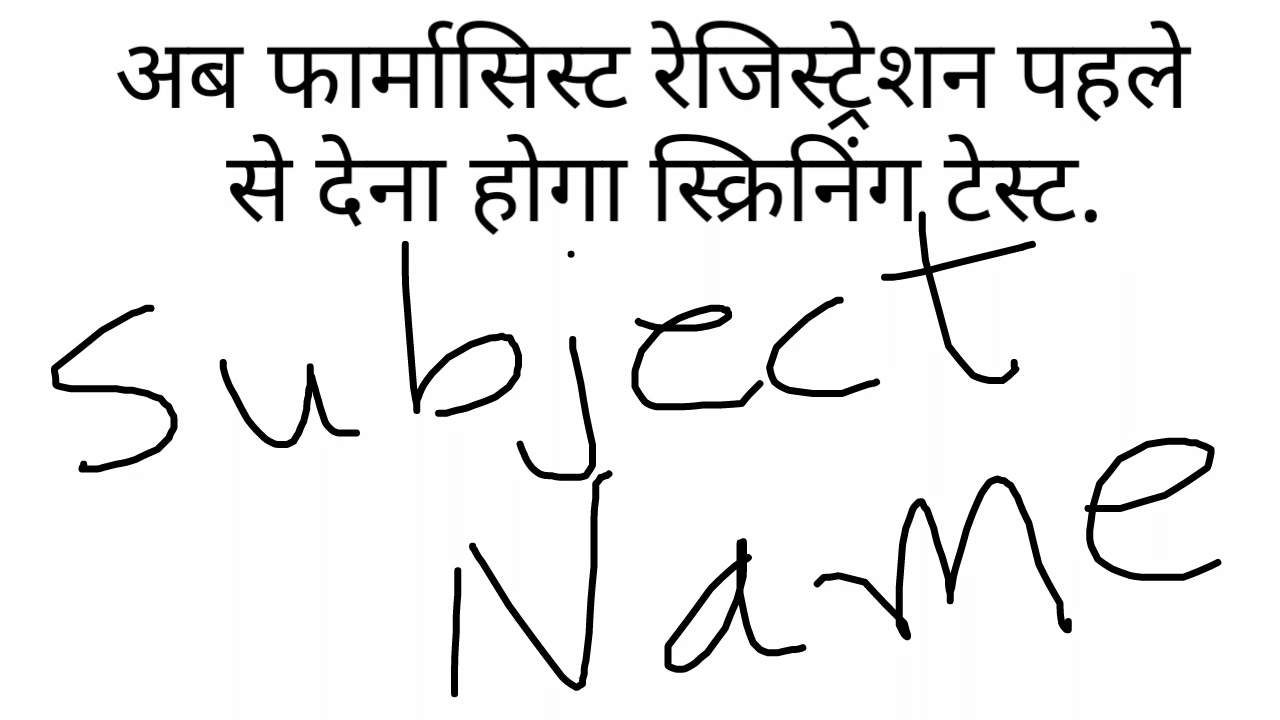 अब फार्मासिस्ट रेजिस्ट्रेशन पहले
से देना होगा स्क्रिनिंग टेस्ट.
Subject
Name